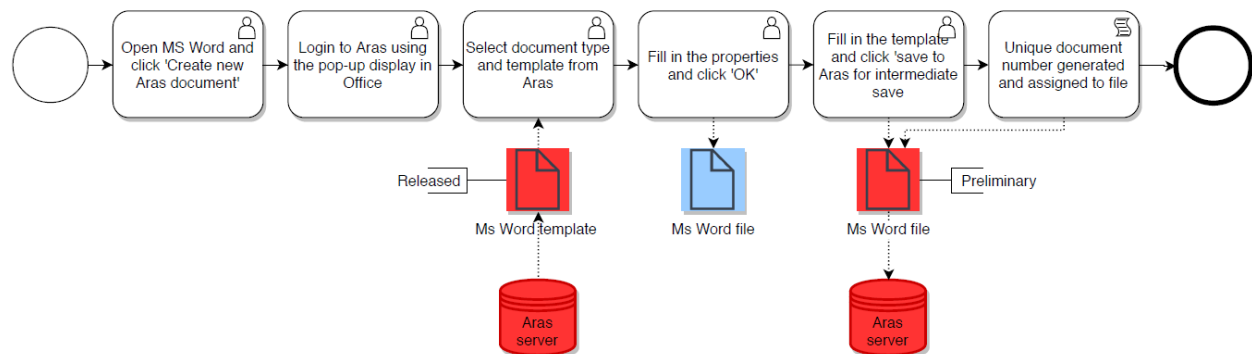 Open MS Word and
click 'Create new
Aras document'
Login to Aras using
the pop-up display in
Office
Select document type
and template from
Aras
Fill in the properties
and click 'OK'
Fill in the template
and click 'save to
Aras for intermediate
save
Unique document
number generated
and assigned to file
Released
Ms Word template
Ms Word file
Preliminary
Ms Word file
Aras
server
Aras
server